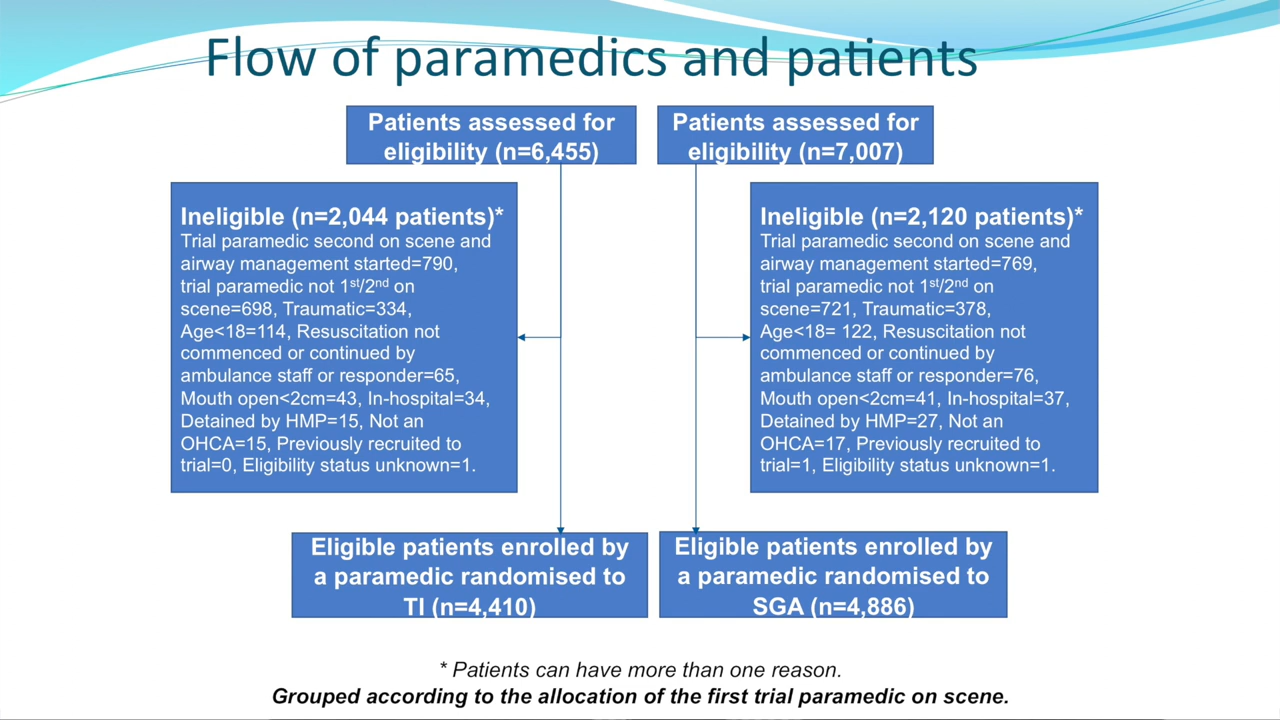 Flow of paramedics and patients
Patients assessed for
eligibility (n=6,455)
Patients assessed for
eligibility (n=7,007)
Ineligible (n=2,044 patients)*
Trial paramedic second on scene and
airway management started=790,
trial paramedic not 1st/2nd on
scene=698, Traumatic=334,
Age<18=114, Resuscitation not
commenced or continued by
ambulance staff or responder=65,
Mouth open<2cm=43, In-hospital=34,
Detained by HMP=15, Not an
OHCA=15, Previously recruited to
trial=0, Eligibility status unknown=1.
Ineligible (n=2,120 patients)*
Trial paramedic second on scene and
airway management started=769,
trial paramedic not 1st/2nd on
scene=721, Traumatic=378,
Age<18= 122, Resuscitation not
commenced or continued by
ambulance staff or responder=76,
Mouth open<2cm=41, In-hospital=37,
Detained by HMP=27, Not an
OHCA=17, Previously recruited to
trial=1, Eligibility status unknown=1.
Eligible patients enrolled by
a paramedic randomised to
TI (n=4,410)
Eligible patients enrolled by
a paramedic randomised to
SGA (n=4,886)
* Patients can have more than one reason.
Grouped according to the allocation of the first trial paramedic on scene.